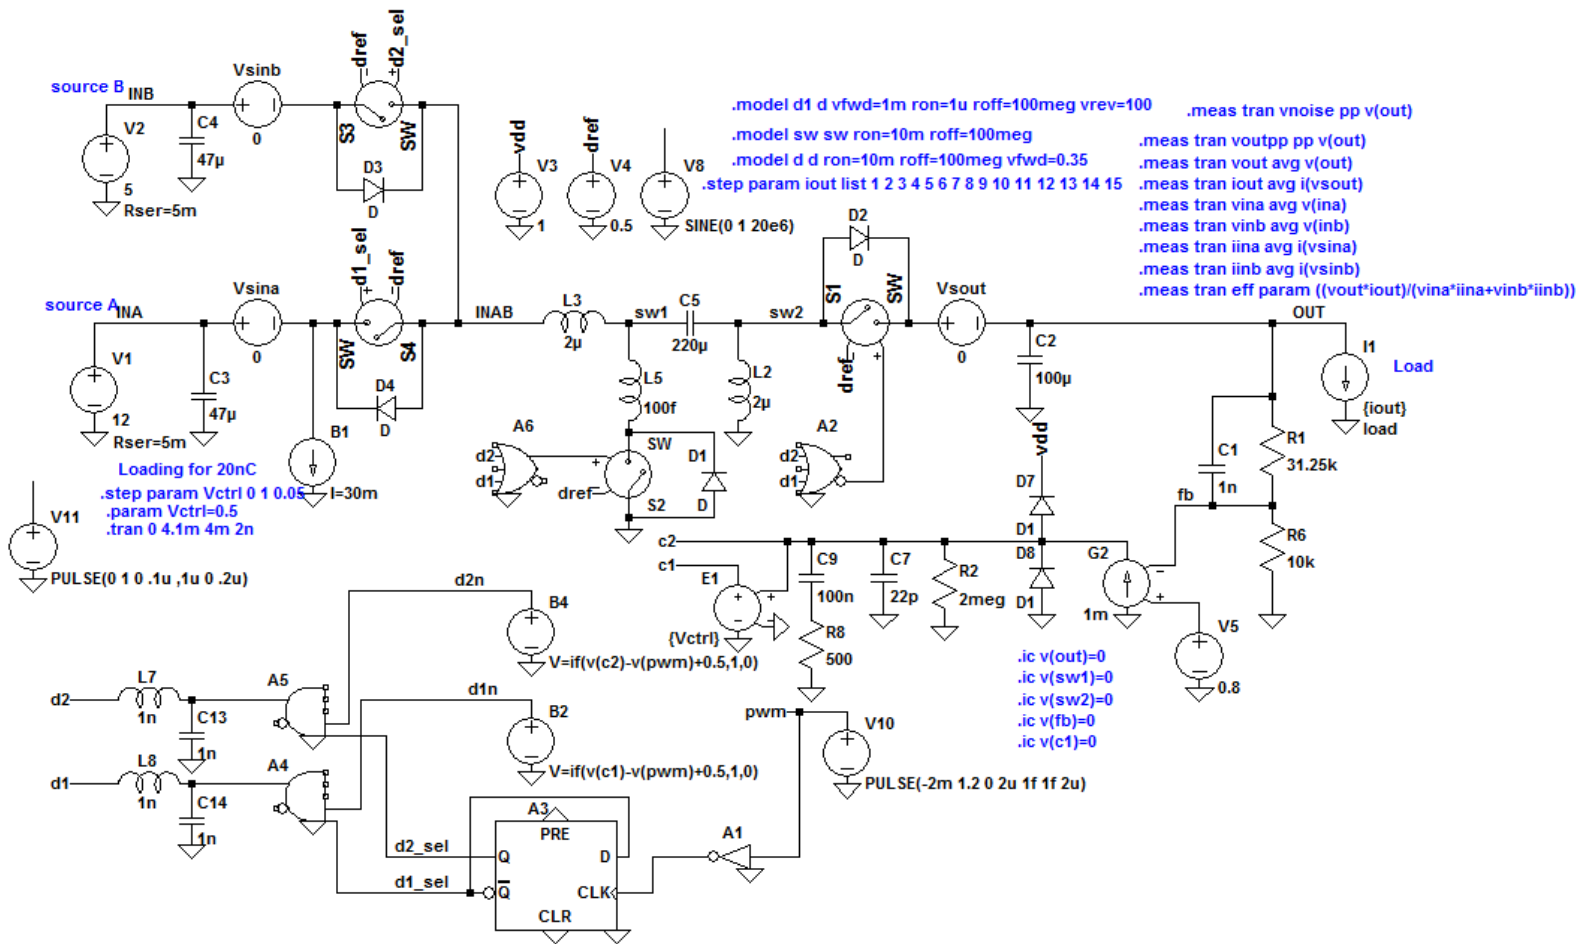 source B
INB
V2
5
Rser=5m
C4
47µ
Vsinb
0
dref
d2_sel
S3
SW
D3
D
source A
INA
V1
12
Rser=5m
C3
47µ
Vsina
0
d1_sel
dref
SW
S4
D4
D
B1
I=30m
Loading for 20nC
.step param Vctrl 0 1 0.05
.param Vctrl=0.5
.tran 0 4.1m 4m 2n
V11
PULSE(0 1 0 .1u ,1u 0 .2u)
vdd
V3
1
dref
V4
0.5
V8
SINE(0 1 20e6)
.model d1 d vfwd=1m ron=1u roff=100meg vrev=100
.model sw sw ron=10m roff=100meg
.model d d ron=10m roff=100meg vfwd=0.35
.step param iout list 1 2 3 4 5 6 7 8 9 10 11 12 13 14 15
.meas tran vnoise pp v(out)
.meas tran voutpp pp v(out)
.meas tran vout avg v(out)
.meas tran iout avg i(vsout)
.meas tran vina avg v(ina)
.meas tran vinb avg v(inb)
.meas tran iina avg i(vsina)
.meas tran iinb avg i(vsinb)
.meas tran eff param ((vout*iout)/(vina*iina+vinb*iinb))
INAB
L3
2µ
sw1
C5
220µ
sw2
L5
100f
L2
2µ
D2
D
S1
SW
dref
Vsout
0
C2
100µ
OUT
I1
Load
{iout}
load
A6
d2
d1
dref
SW
S2
D1
D
A2
d2
d1
vdd
D7
D1
D8
D1
C1
1n
R1
31.25k
fb
R6
10k
G2
1m
V5
0.8
c2
c1
E1
{Vctrl}
C9
100n
R8
500
C7
22p
R2
2meg
.ic v(out)=0
.ic v(sw1)=0
.ic v(sw2)=0
.ic v(fb)=0
.ic v(c1)=0
d2n
B4
V=if(v(c2)-v(pwm)+0.5,1,0)
d1n
B2
V=if(v(c1)-v(pwm)+0.5,1,0)
d2
L7
1n
C13
1n
A5
d1
L8
1n
C14
1n
A4
d2_sel
d1_sel
A3
PRE
Q
D
Q
CLK
CLR
A1
pwm
V10
PULSE(-2m 1.2 0 2u 1f 1f 2u)